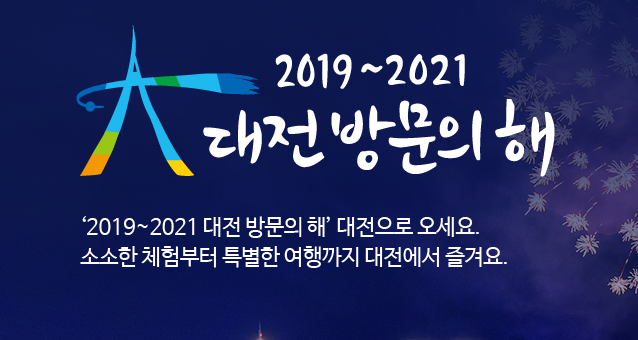 2019~2021
대전 방문의 해
‘2019~2021 대전 방문의 해’ 대전으로 오세요.
소소한 체험부터 특별한 여행까지 대전에서 즐겨요.